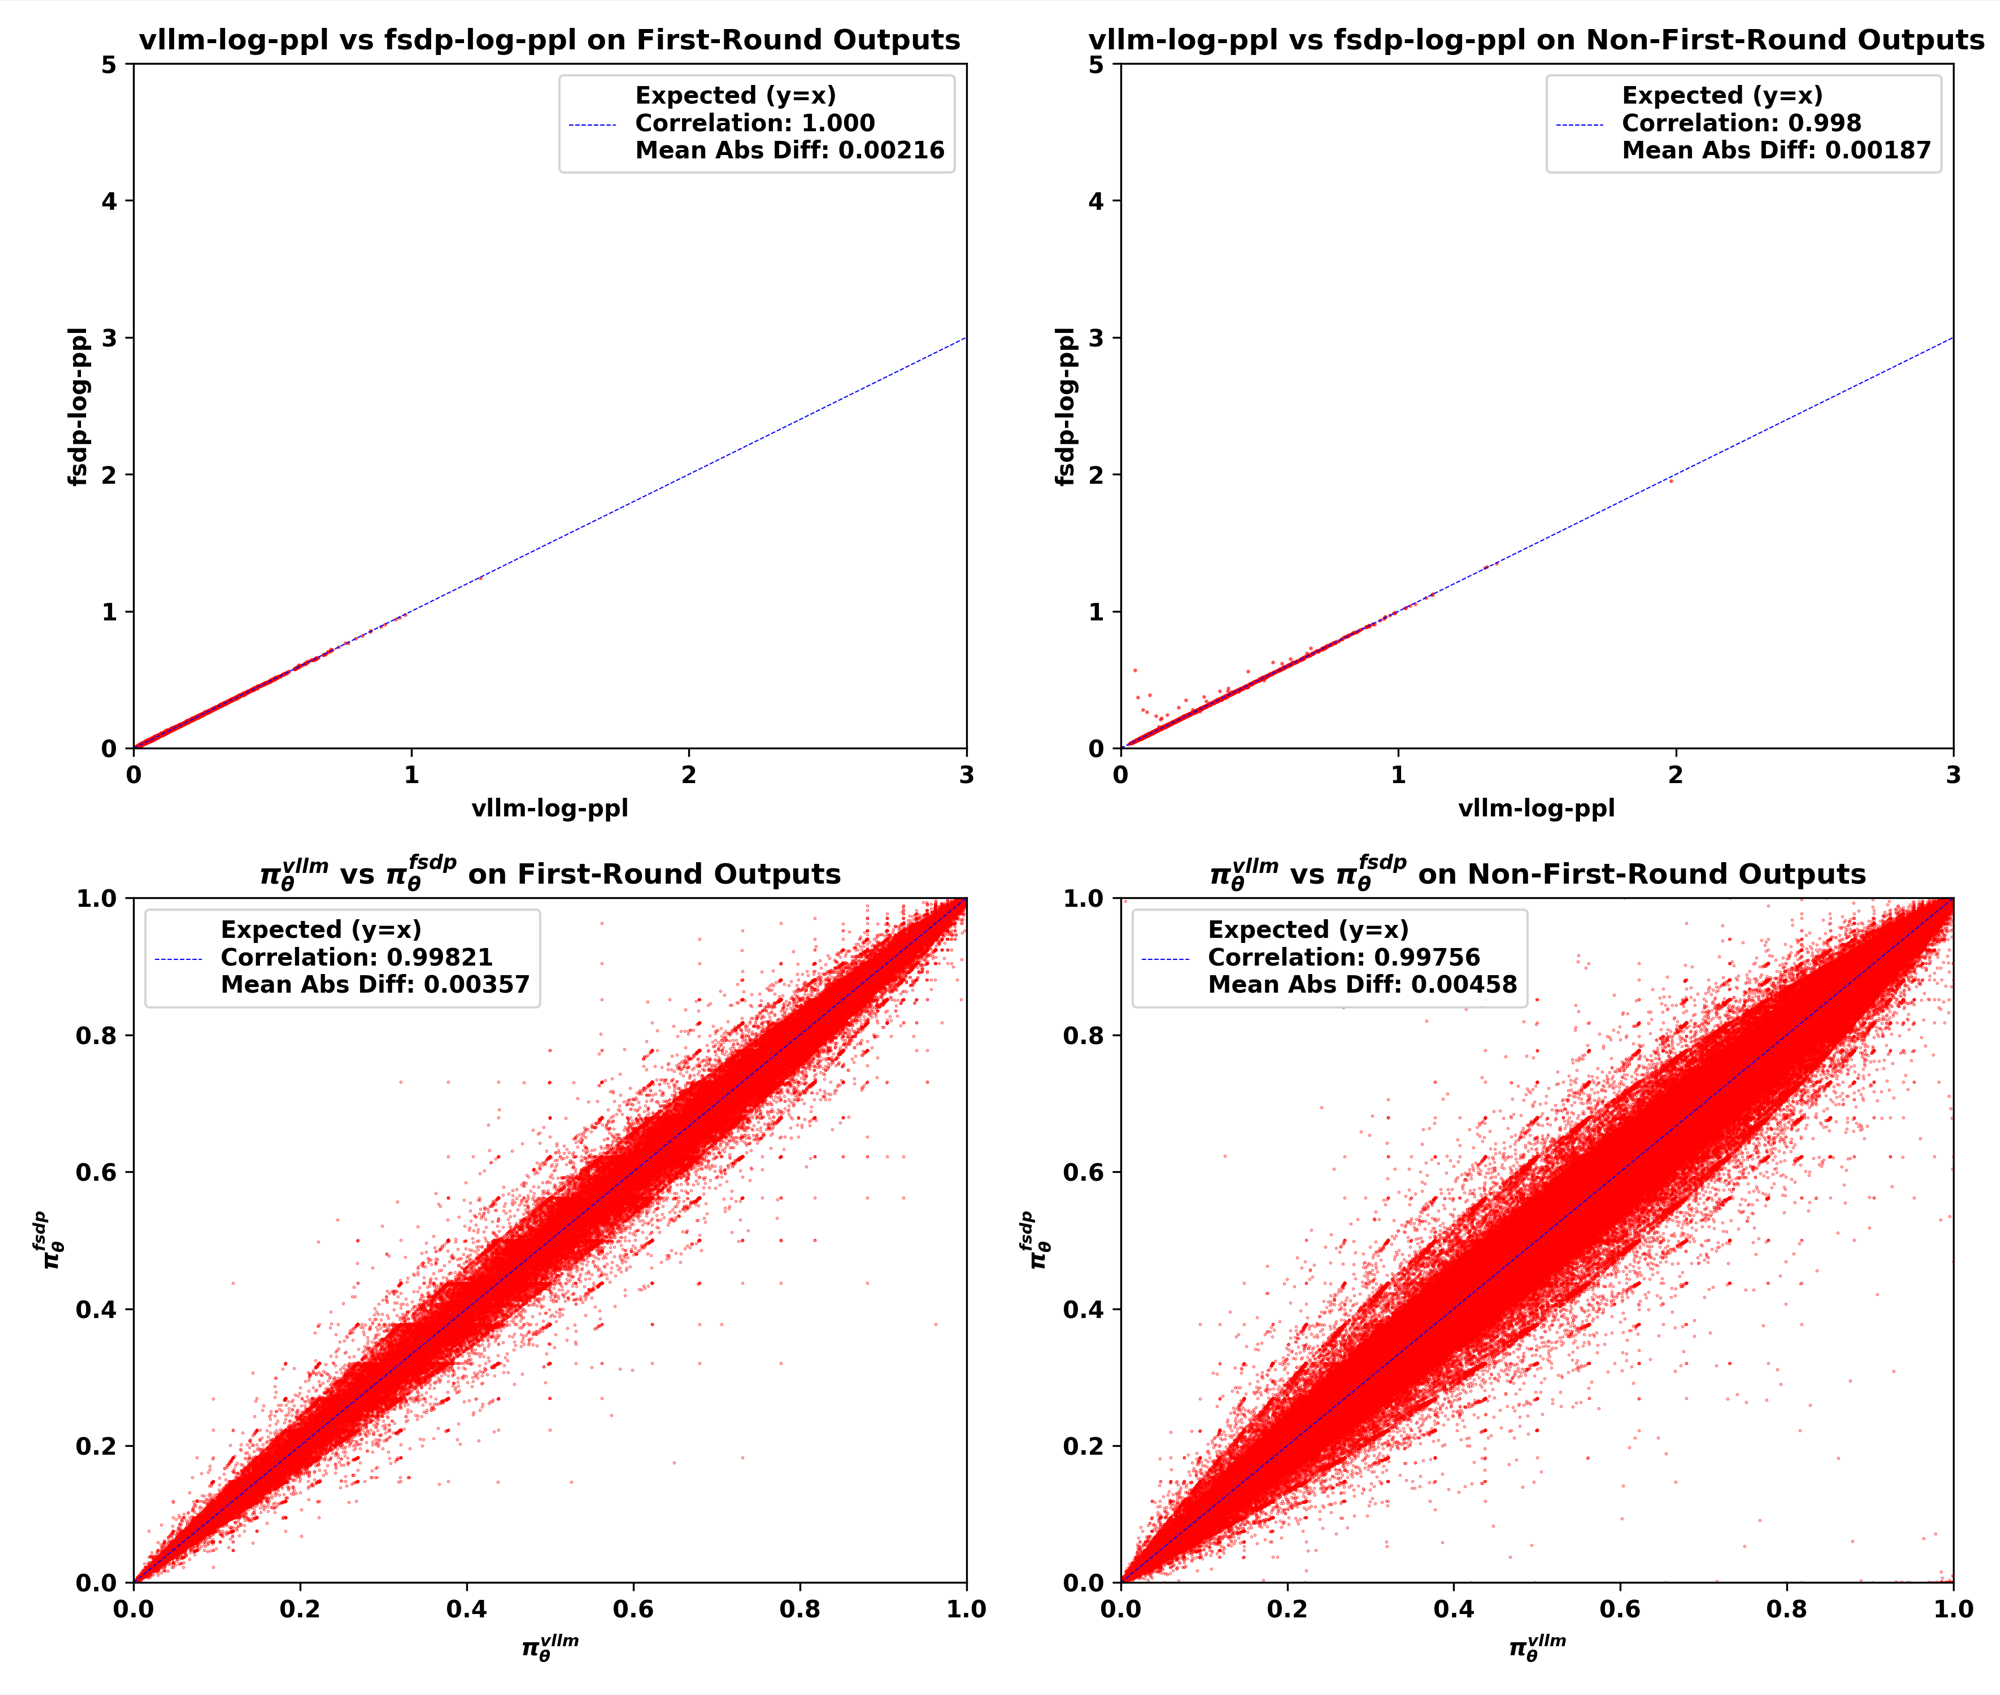 vllm-log-ppl vs fsdp-log-ppl on First-Round Outputs
Expected (y=x)
Correlation: 1.000
Mean Abs Diff: 0.00216
fsdp-log-ppl
5
4
3
2
1
0
0 1 2 3
vllm-log-ppl
vllm-log-ppl vs fsdp-log-ppl on Non-First-Round Outputs
Expected (y=x)
Correlation: 0.998
Mean Abs Diff: 0.00187
fsdp-log-ppl
5
4
3
2
1
0
0 1 2 3
vllm-log-ppl
π_θ^vllm vs π_θ^fsdp on First-Round Outputs
Expected (y=x)
Correlation: 0.99821
Mean Abs Diff: 0.00357
π_θ^fsdp
1.0
0.8
0.6
0.4
0.2
0.0
0.0 0.2 0.4 0.6 0.8 1.0
π_θ^vllm
π_θ^vllm vs π_θ^fsdp on Non-First-Round Outputs
Expected (y=x)
Correlation: 0.99756
Mean Abs Diff: 0.00458
π_θ^fsdp
1.0
0.8
0.6
0.4
0.2
0.0
0.0 0.2 0.4 0.6 0.8 1.0
π_θ^vllm